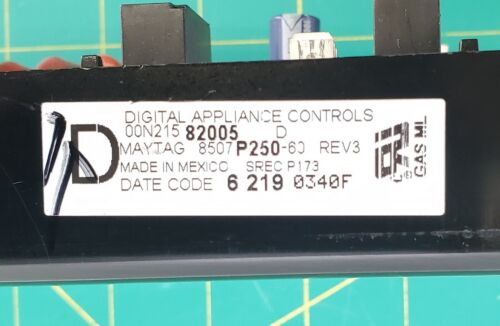 D
DIGITAL APPLIANCE CONTROLS
00N215 82005 D
MAYTAG 8507P250-60 REV3
MADE IN MEXICO SREC P173
DATE CODE 6 219 0340F
GAS ML